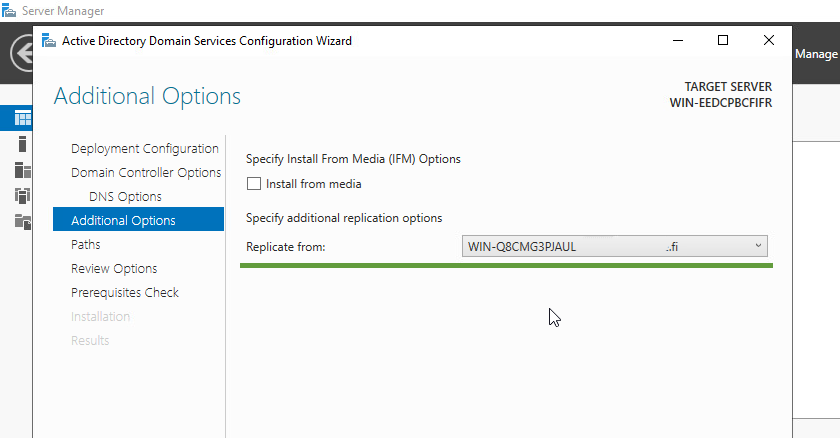 Server Manager
Active Directory Domain Services Configuration Wizard
Manage
Additional Options
TARGET SERVER
WIN-EEDCPBCFIFR
Deployment Configuration
Domain Controller Options
DNS Options
Additional Options
Paths
Review Options
Prerequisites Check
Installation
Results
Specify Install From Media (IFM) Options
Install from media
Specify additional replication options
Replicate from: WIN-Q8CMG3PJAUL ..fi